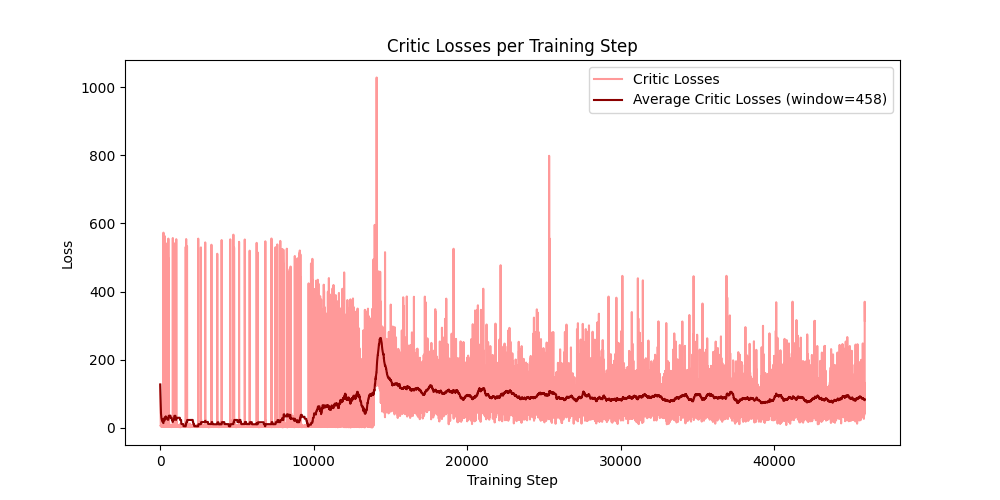 Critic Losses per Training Step
Critic Losses
Average Critic Losses (window=458)
1000
800
600
400
200
0
Loss
0 10000 20000 30000 40000
Training Step